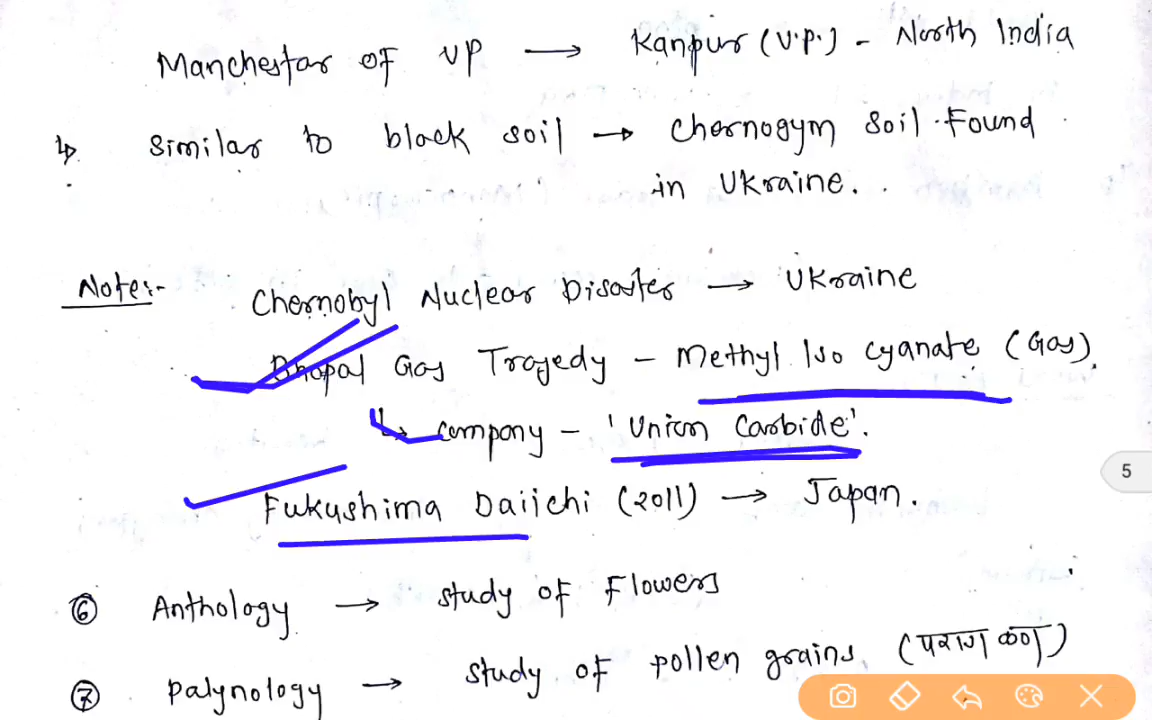 Manchestar of UP → Kanpur (U.P.) - North India
↳ Similar to black soil → Chernogym soil Found
in Ukraine.
Note:- Chernobyl Nuclear Disaster → Ukraine
Bhopal Gas Tragedy - Methyl Iso cyanate (Gas).
↳ company - 'Union Carbide'.
Fukushima Daiichi (2011) → Japan.
5
⑥ Anthology → study of Flowers
⑦ Palynology → study of pollen grains (पराग कण)